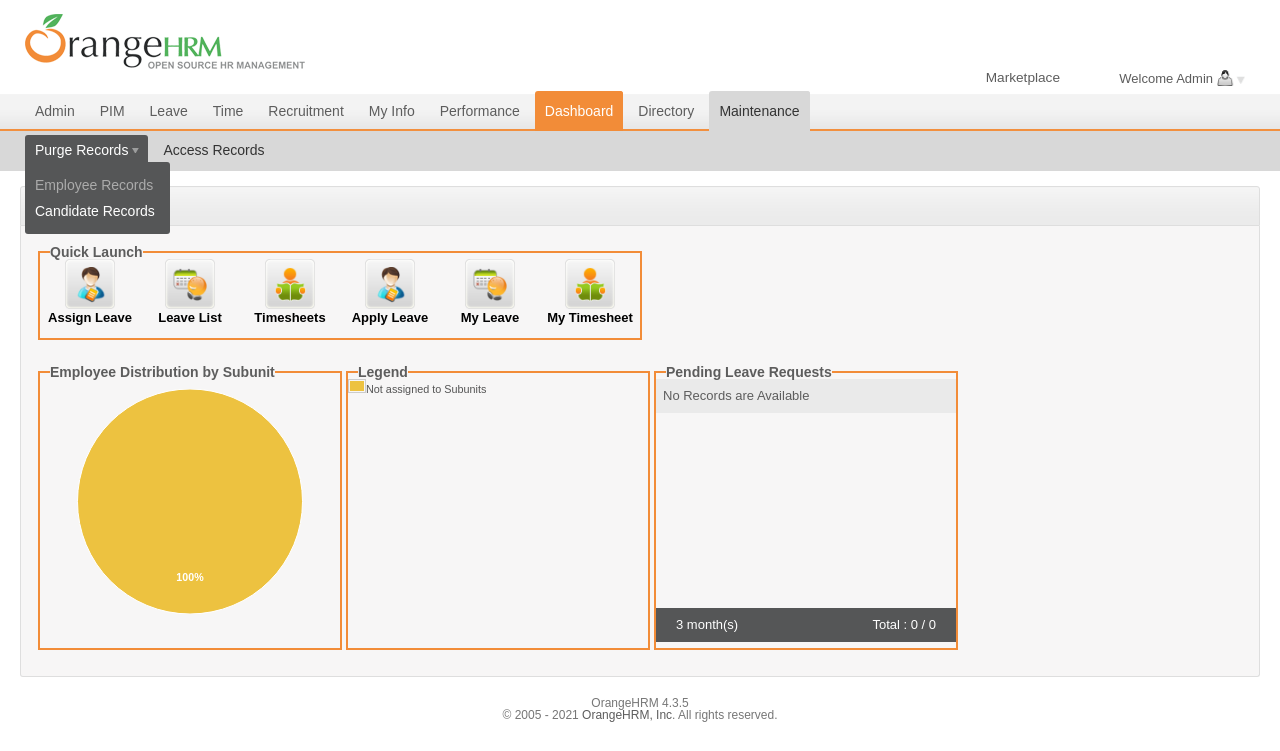 OrangeHRM
OPEN SOURCE HR MANAGEMENT
Marketplace Welcome Admin
Admin PIM Leave Time Recruitment My Info Performance Dashboard Directory Maintenance
Purge Records Access Records
Employee Records
Candidate Records
Quick Launch
Assign Leave Leave List Timesheets Apply Leave My Leave My Timesheet
Employee Distribution by Subunit
100%
Legend
Not assigned to Subunits
Pending Leave Requests
No Records are Available
3 month(s) Total : 0 / 0
OrangeHRM 4.3.5
© 2005 - 2021 OrangeHRM, Inc. All rights reserved.